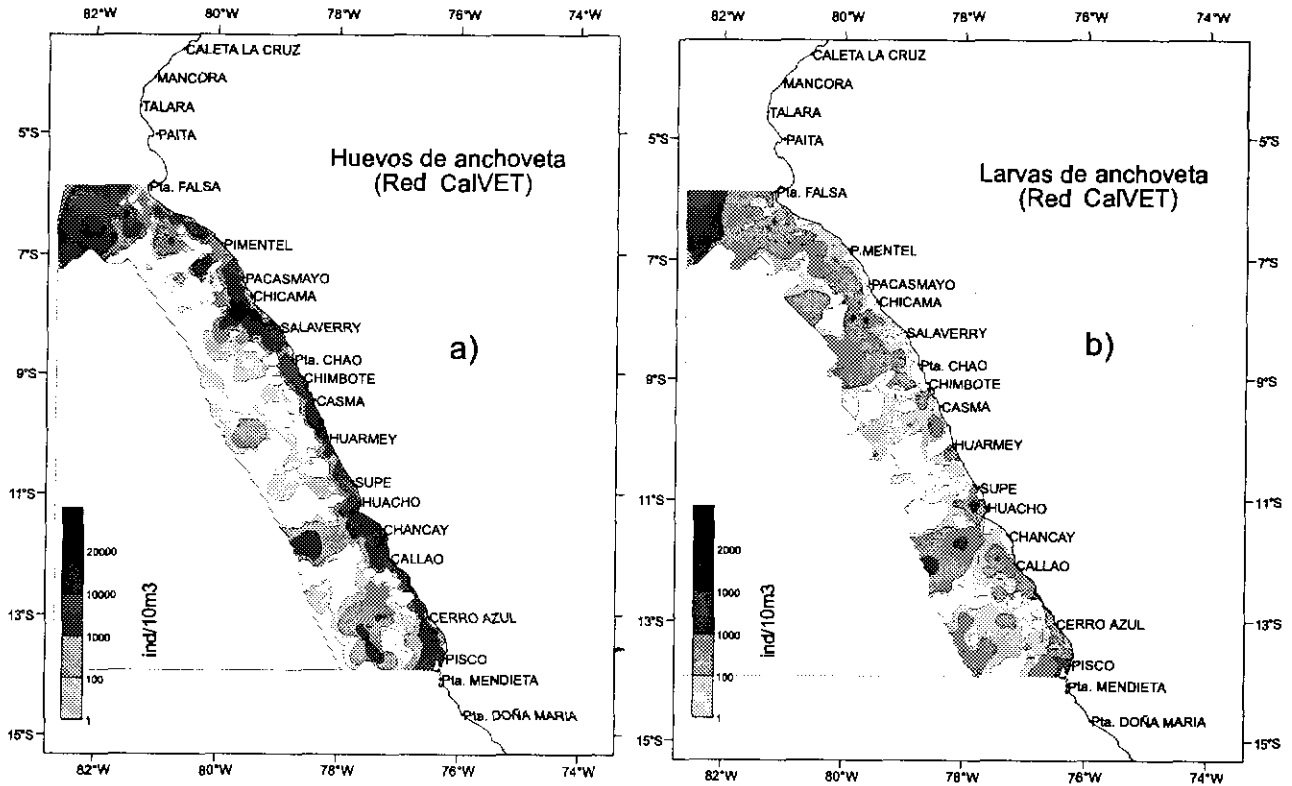 82°W 80°W 78°W 76°W 74°W
CALETA LA CRUZ
MANCORA
TALARA
PAITA
5°S
Huevos de anchoveta
(Red CalVET)
Pta. FALSA
PIMENTEL
7°S
PACASMAYO
CHICAMA
SALAVERRY
a)
Pta. CHAO
CHIMBOTE
9°S
CASMA
HUARMEY
SUPE
11°S
HUACHO
CHANCAY
CALLAO
20000
10000
1000
100
1
ind/10m3
13°S
CERRO AZUL
PISCO
Pta. MENDIETA
Pta. DOÑA MARIA
15°S
82°W 80°W 78°W 76°W 74°W
82°W 80°W 78°W 76°W 74°W
CALETA LA CRUZ
MANCORA
TALARA
PAITA
5°S 5°S
Larvas de anchoveta
(Red CalVET)
Pta. FALSA
P.MENTEL
7°S 7°S
PACASMAYO
CHICAMA
SALAVERRY
b)
Pta. CHAO
CHIMBOTE
9°S 9°S
CASMA
HUARMEY
SUPE
11°S 11°S
HUACHO
CHANCAY
CALLAO
2000
1000
100
1
ind/10m3
13°S 13°S
CERRO AZUL
PISCO
Pta. MENDIETA
Pta. DOÑA MARIA
15°S 15°S
82°W 80°W 78°W 76°W 74°W